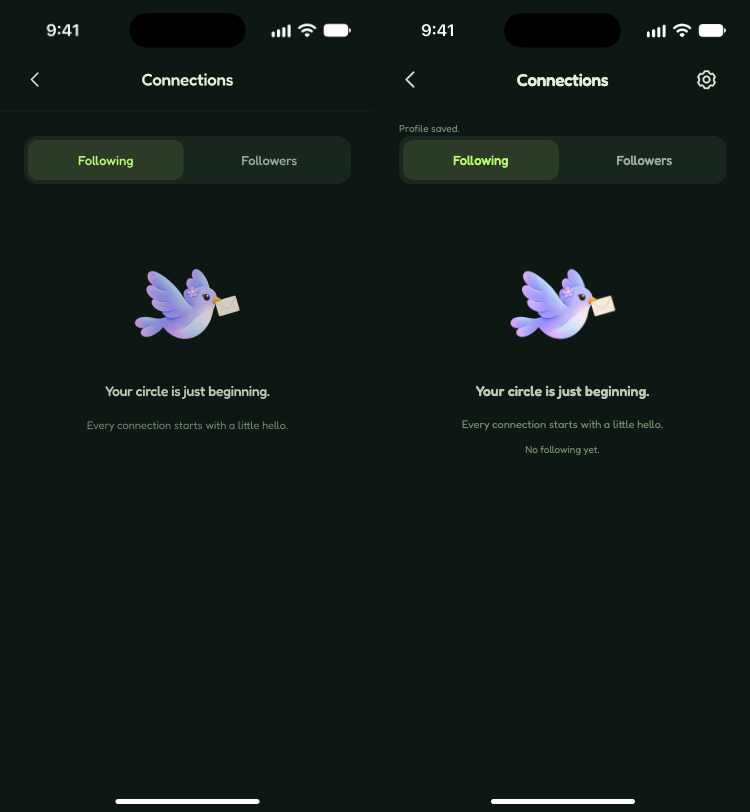 9:41
Connections
Following
Followers
Your circle is just beginning.
Every connection starts with a little hello.
9:41
Connections
Profile saved.
Following
Followers
Your circle is just beginning.
Every connection starts with a little hello.
No following yet.